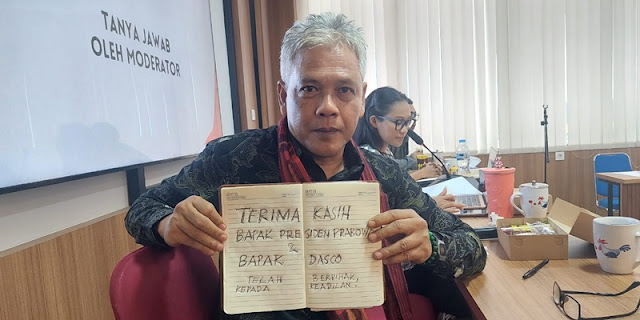 TANYA JAWAB
OLEH MODERATOR
TERIMA KASIH
BAPAK PRESIDEN PRABOWO
&
BAPAK DASCO
TELAH BERPIHAK
KEPADA KEADILAN.